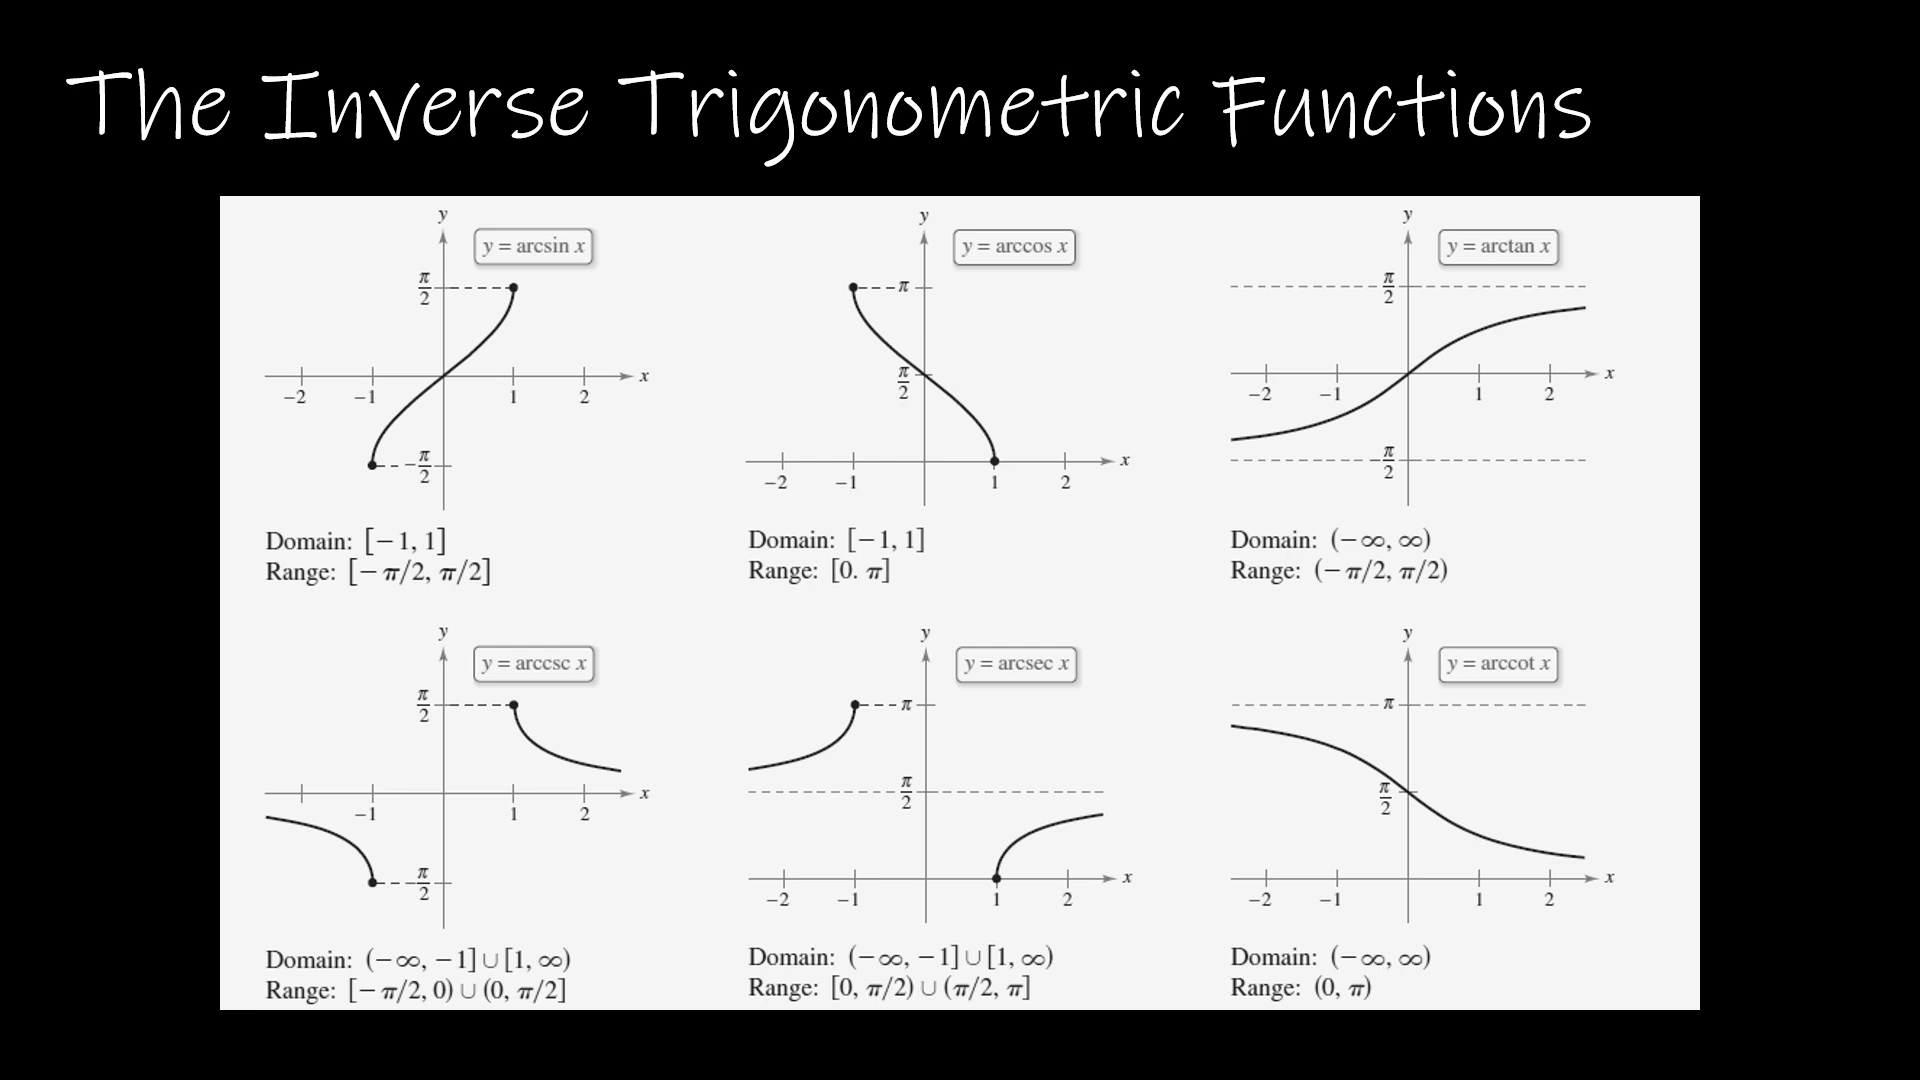 The Inverse Trigonometric Functions
y
y = arcsin x
π/2
x
−2 −1 1 2
−π/2
Domain: [−1, 1]
Range: [−π/2, π/2]
y
y = arccos x
π
π/2
x
−2 −1 1 2
Domain: [−1, 1]
Range: [0. π]
y
y = arctan x
π/2
x
−2 −1 1 2
−π/2
Domain: (−∞, ∞)
Range: (−π/2, π/2)
y
y = arccsc x
π/2
x
−1 1 2
−π/2
Domain: (−∞, −1] ∪ [1, ∞)
Range: [−π/2, 0) ∪ (0, π/2]
y
y = arcsec x
π
π/2
x
−2 −1 1 2
Domain: (−∞, −1] ∪ [1, ∞)
Range: [0, π/2) ∪ (π/2, π]
y
y = arccot x
π
π/2
x
−2 −1 1 2
Domain: (−∞, ∞)
Range: (0, π)